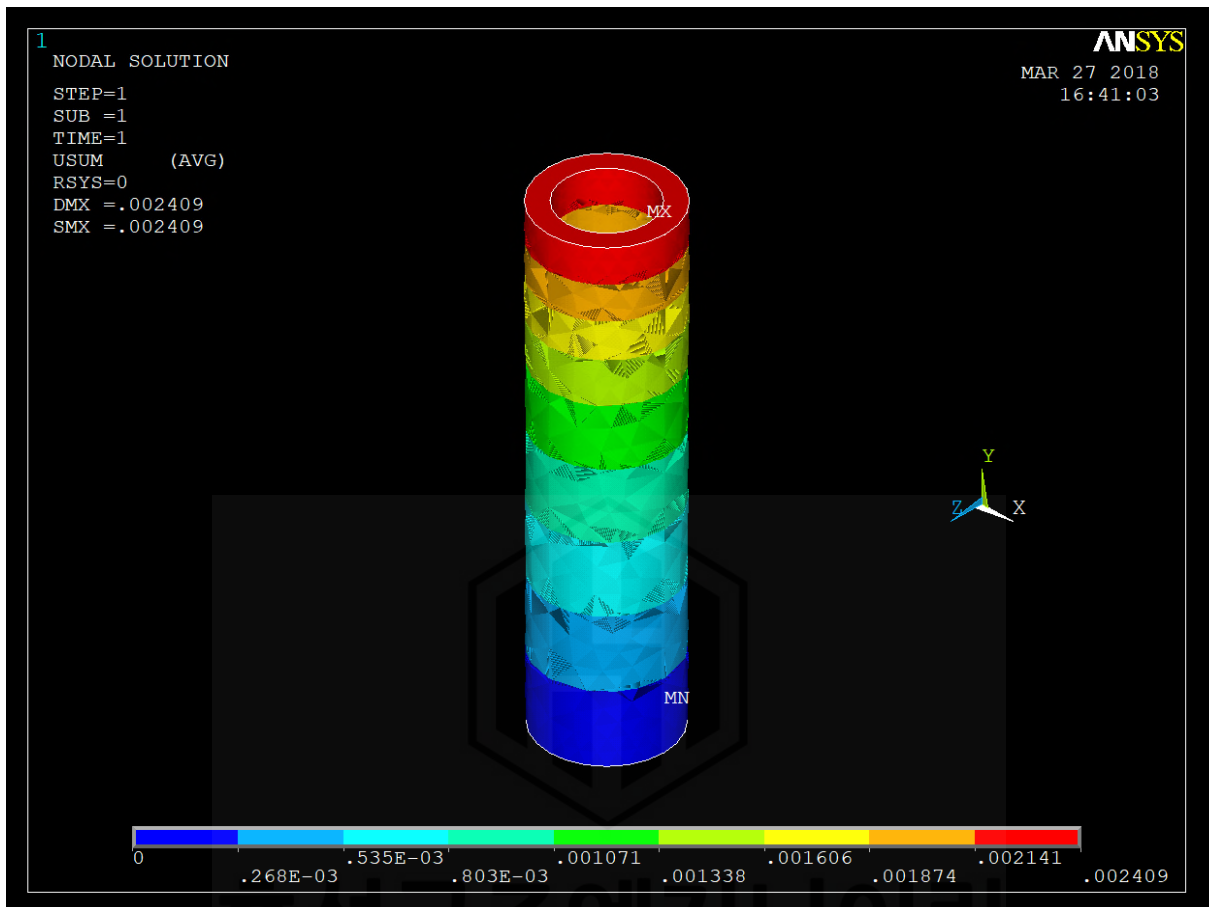 1
ANSYS
NODAL SOLUTION
MAR 27 2018
16:41:03
STEP=1
SUB =1
TIME=1
USUM (AVG)
RSYS=0
DMX =.002409
SMX =.002409
MX
Y
Z
X
MN
0
.268E-03
.535E-03
.803E-03
.001071
.001338
.001606
.001874
.002141
.002409